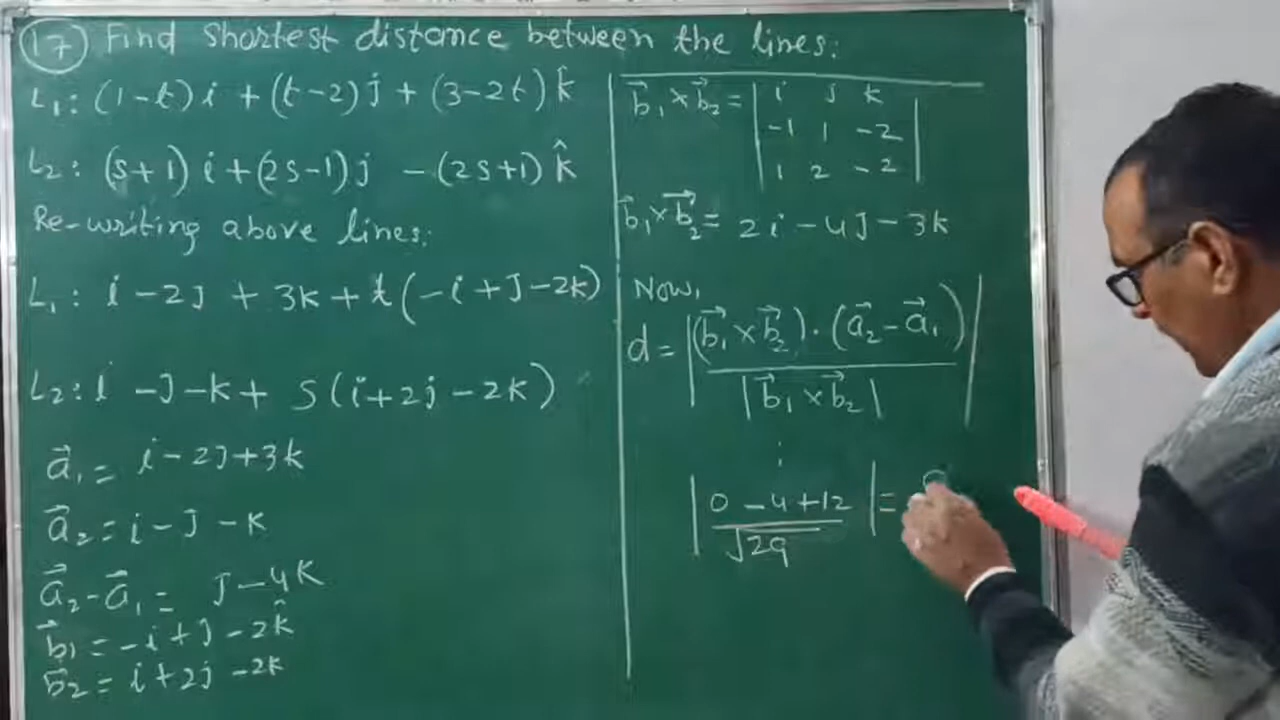 (17) Find shortest distance between the lines:
L₁: (1-t)i + (t-2)j + (3-2t)k̂
L₂: (s+1)i + (2s-1)j - (2s+1)k̂
Re-writing above lines:
L₁: i - 2j + 3k + t(-i + j - 2k)
L₂: i - j - k + s(i + 2j - 2k)
a⃗₁ = i - 2j + 3k
a⃗₂ = i - j - k
a⃗₂ - a⃗₁ = j - 4k
b⃗₁ = -i + j - 2k̂
b⃗₂ = i + 2j - 2k
b⃗₁ × b⃗₂ = | i j k
-1 1 -2
1 2 -2 |
b⃗₁ × b⃗₂ = 2i - 4j - 3k
Now,
d = | (b⃗₁ × b⃗₂) · (a⃗₂ - a⃗₁) / |b⃗₁ × b⃗₂| |
:
| 0 - 4 + 12 / √29 | =